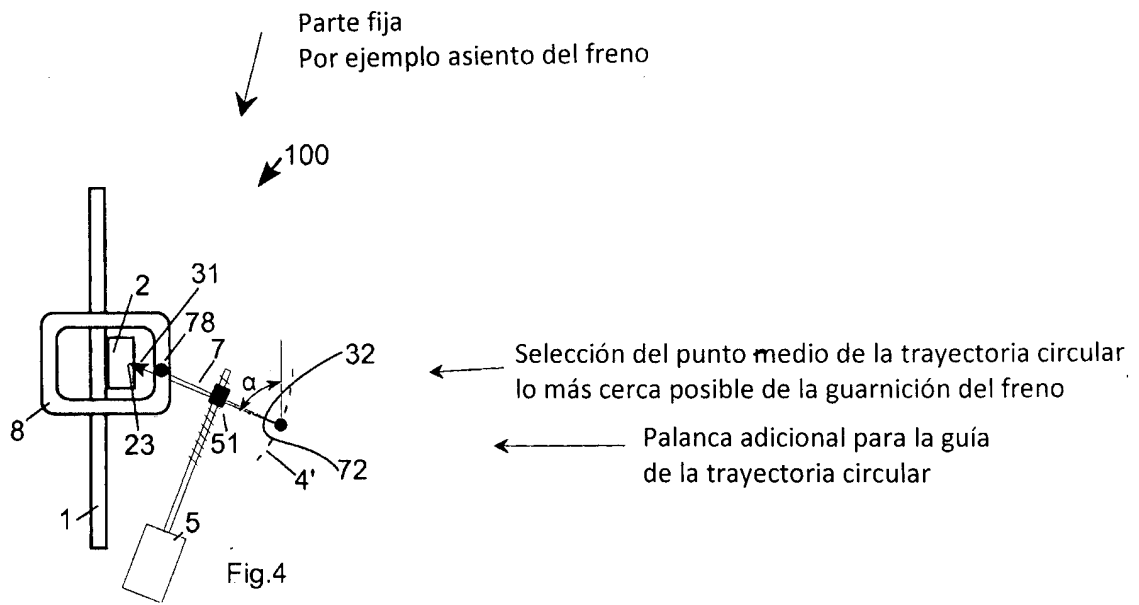 Parte fija
Por ejemplo asiento del freno
100
31
2
78
7
32
α
Selección del punto medio de la trayectoria circular
lo más cerca posible de la guarnición del freno
8
23
51
4'
72
Palanca adicional para la guía
de la trayectoria circular
1
5
Fig.4